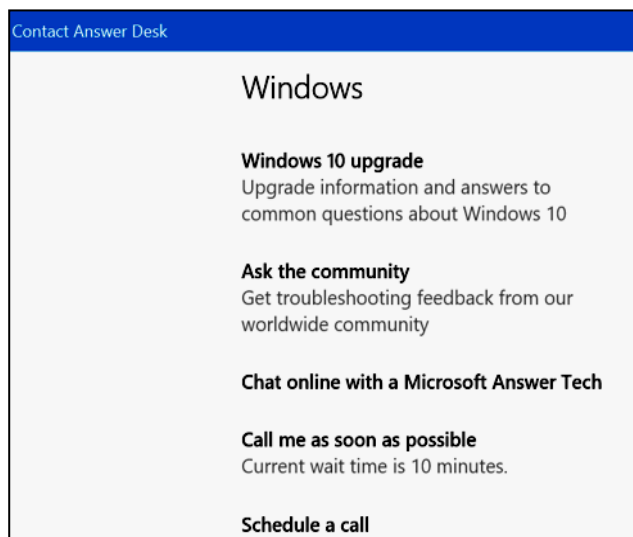 Contact Answer Desk
Windows
Windows 10 upgrade
Upgrade information and answers to
common questions about Windows 10
Ask the community
Get troubleshooting feedback from our
worldwide community
Chat online with a Microsoft Answer Tech
Call me as soon as possible
Current wait time is 10 minutes.
Schedule a call